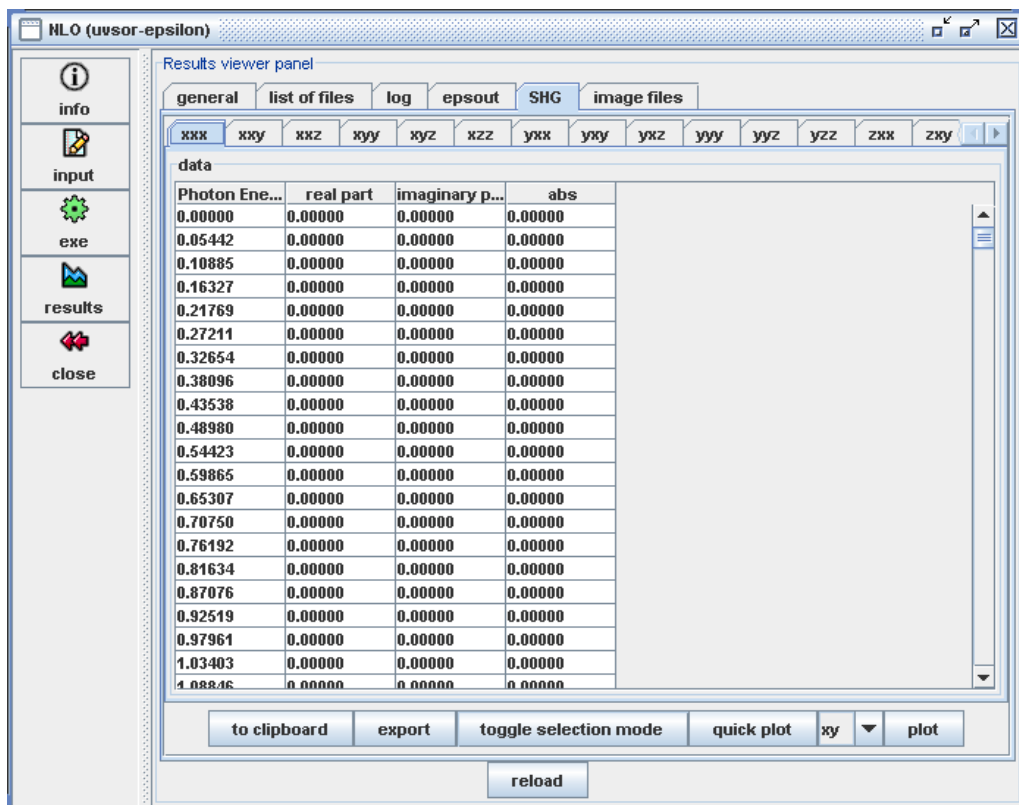 NLO (uvsor-epsilon)
info
input
exe
results
close
Results viewer panel
general list of files log epsout SHG image files
xxx xxy xxz xyy xyz xzz yxx yxy yxz yyy yyz yzz zxx zxy
data
Photon Ene... real part imaginary p... abs
0.00000 0.00000 0.00000 0.00000
0.05442 0.00000 0.00000 0.00000
0.10885 0.00000 0.00000 0.00000
0.16327 0.00000 0.00000 0.00000
0.21769 0.00000 0.00000 0.00000
0.27211 0.00000 0.00000 0.00000
0.32654 0.00000 0.00000 0.00000
0.38096 0.00000 0.00000 0.00000
0.43538 0.00000 0.00000 0.00000
0.48980 0.00000 0.00000 0.00000
0.54423 0.00000 0.00000 0.00000
0.59865 0.00000 0.00000 0.00000
0.65307 0.00000 0.00000 0.00000
0.70750 0.00000 0.00000 0.00000
0.76192 0.00000 0.00000 0.00000
0.81634 0.00000 0.00000 0.00000
0.87076 0.00000 0.00000 0.00000
0.92519 0.00000 0.00000 0.00000
0.97961 0.00000 0.00000 0.00000
1.03403 0.00000 0.00000 0.00000
1.08846 0.00000 0.00000 0.00000
to clipboard export toggle selection mode quick plot xy plot
reload